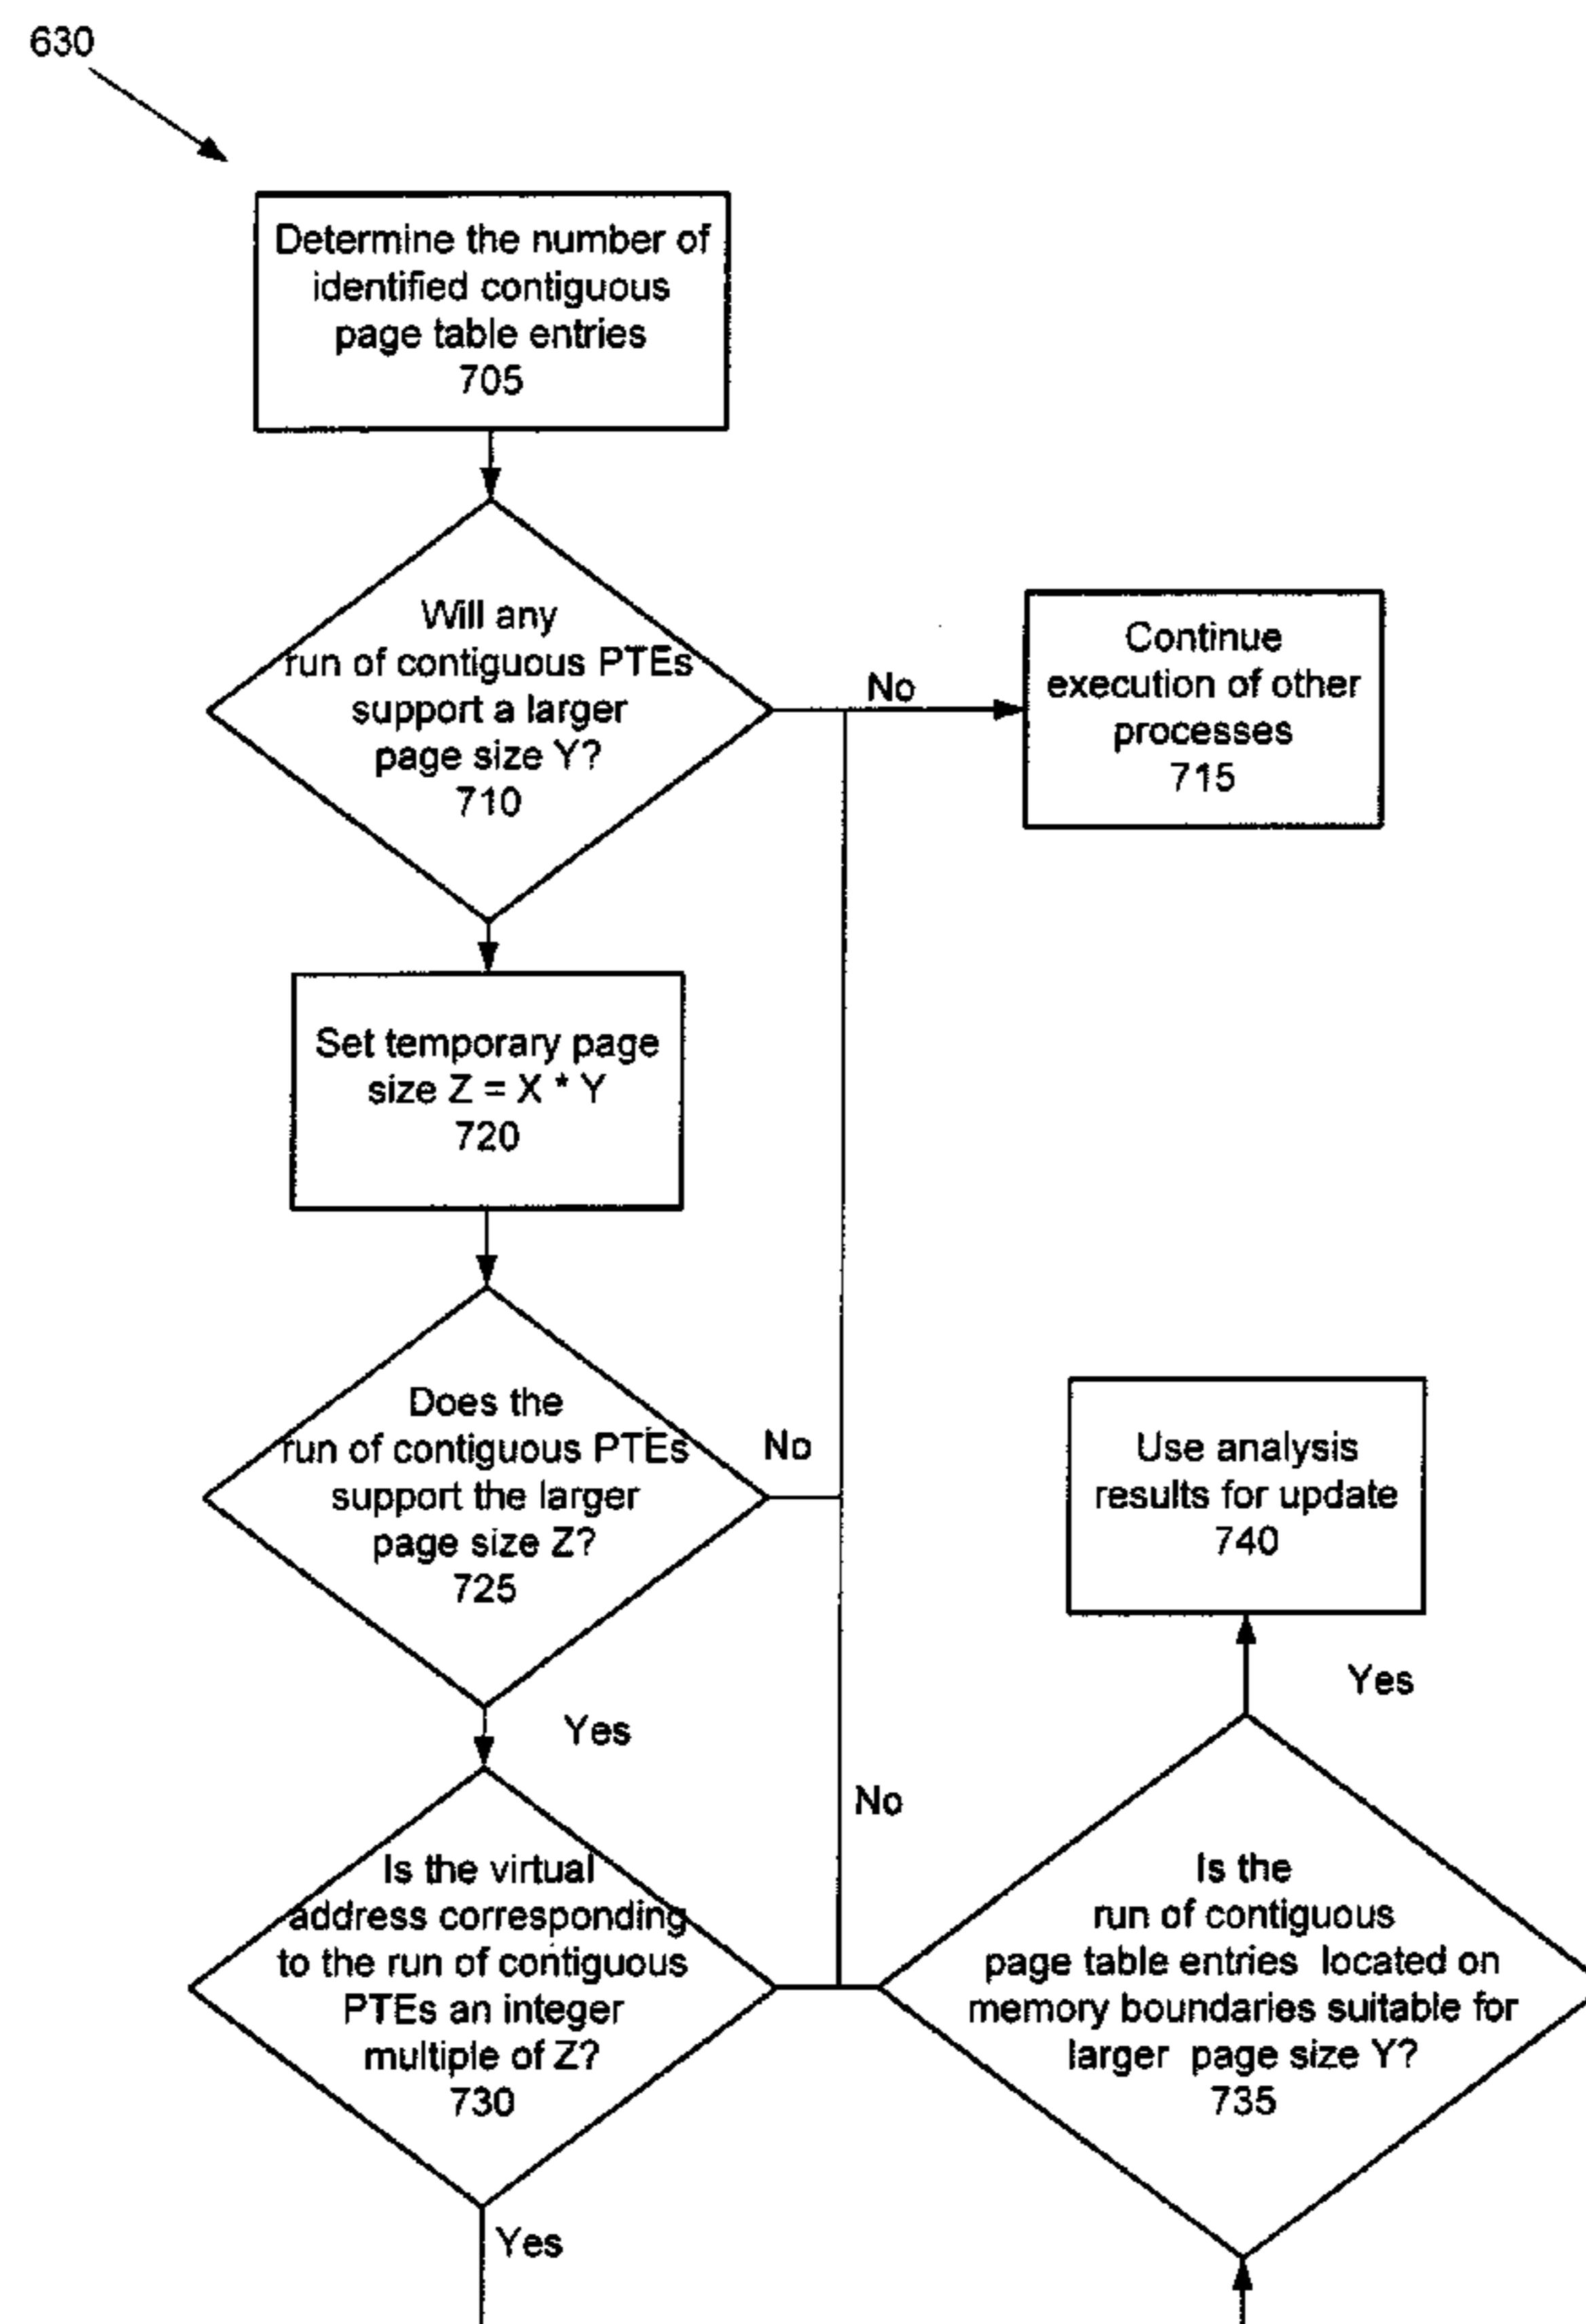 630
Determine the number of
identified contiguous
page table entries
705
Will any
run of contiguous PTEs
support a larger
page size Y?
710
No
Continue
execution of other
processes
715
Set temporary page
size Z = X * Y
720
Does the
run of contiguous PTEs
support the larger
page size Z?
725
No
Yes
Use analysis
results for update
740
Yes
Is the virtual
address corresponding
to the run of contiguous
PTEs an integer
multiple of Z?
730
No
Yes
Is the
run of contiguous
page table entries located on
memory boundaries suitable for
larger page size Y?
735